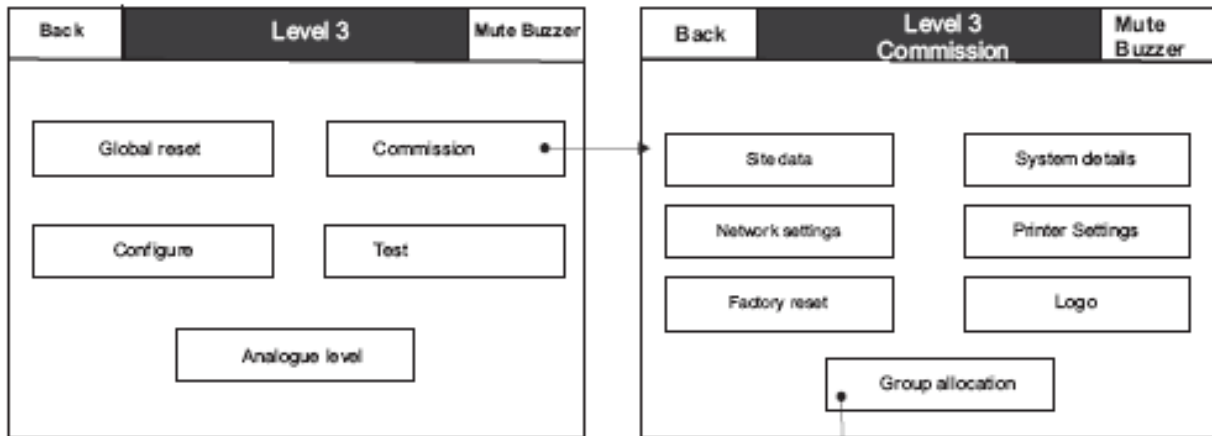 Back
Level 3
Mute Buzzer
Global reset
Commission
Configure
Test
Analogue level
Back
Level 3
Commission
Mute
Buzzer
Site data
System details
Network settings
Printer Settings
Factory reset
Logo
Group allocation